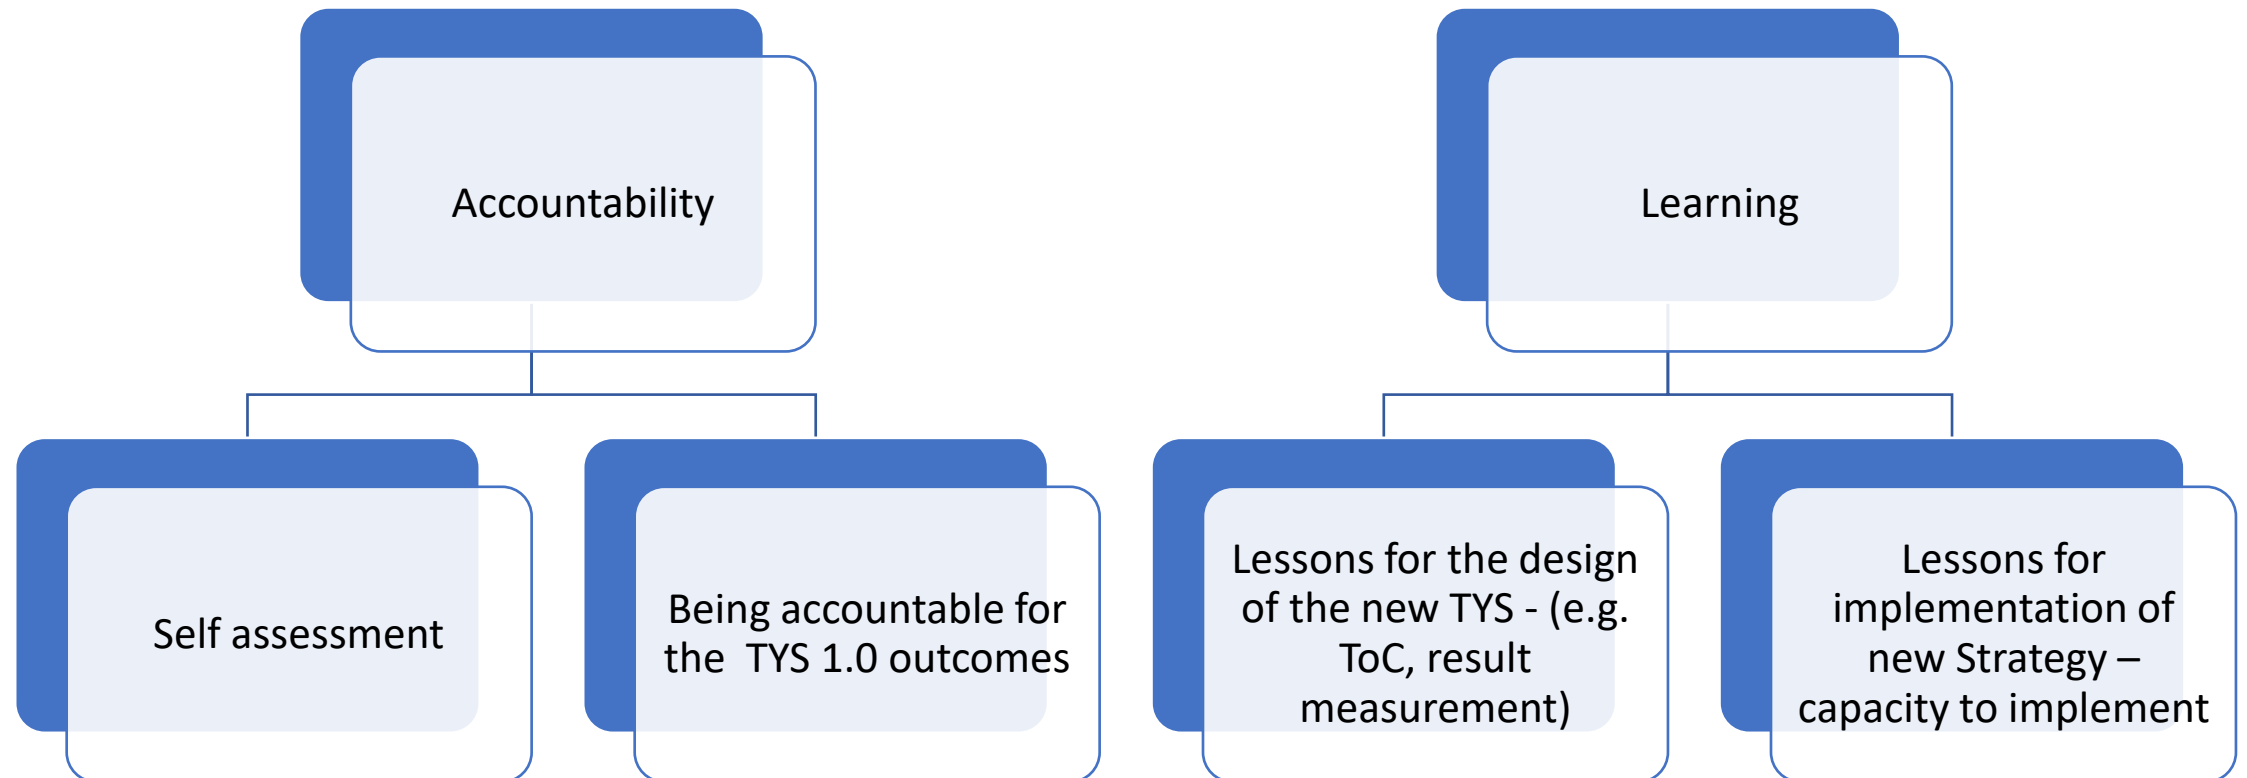 Accountability
Learning
Self assessment
Being accountable for
the  TYS 1.0 outcomes
Lessons for the design
of the new TYS - (e.g.
ToC, result
measurement)
Lessons for
implementation of
new Strategy –
capacity to implement